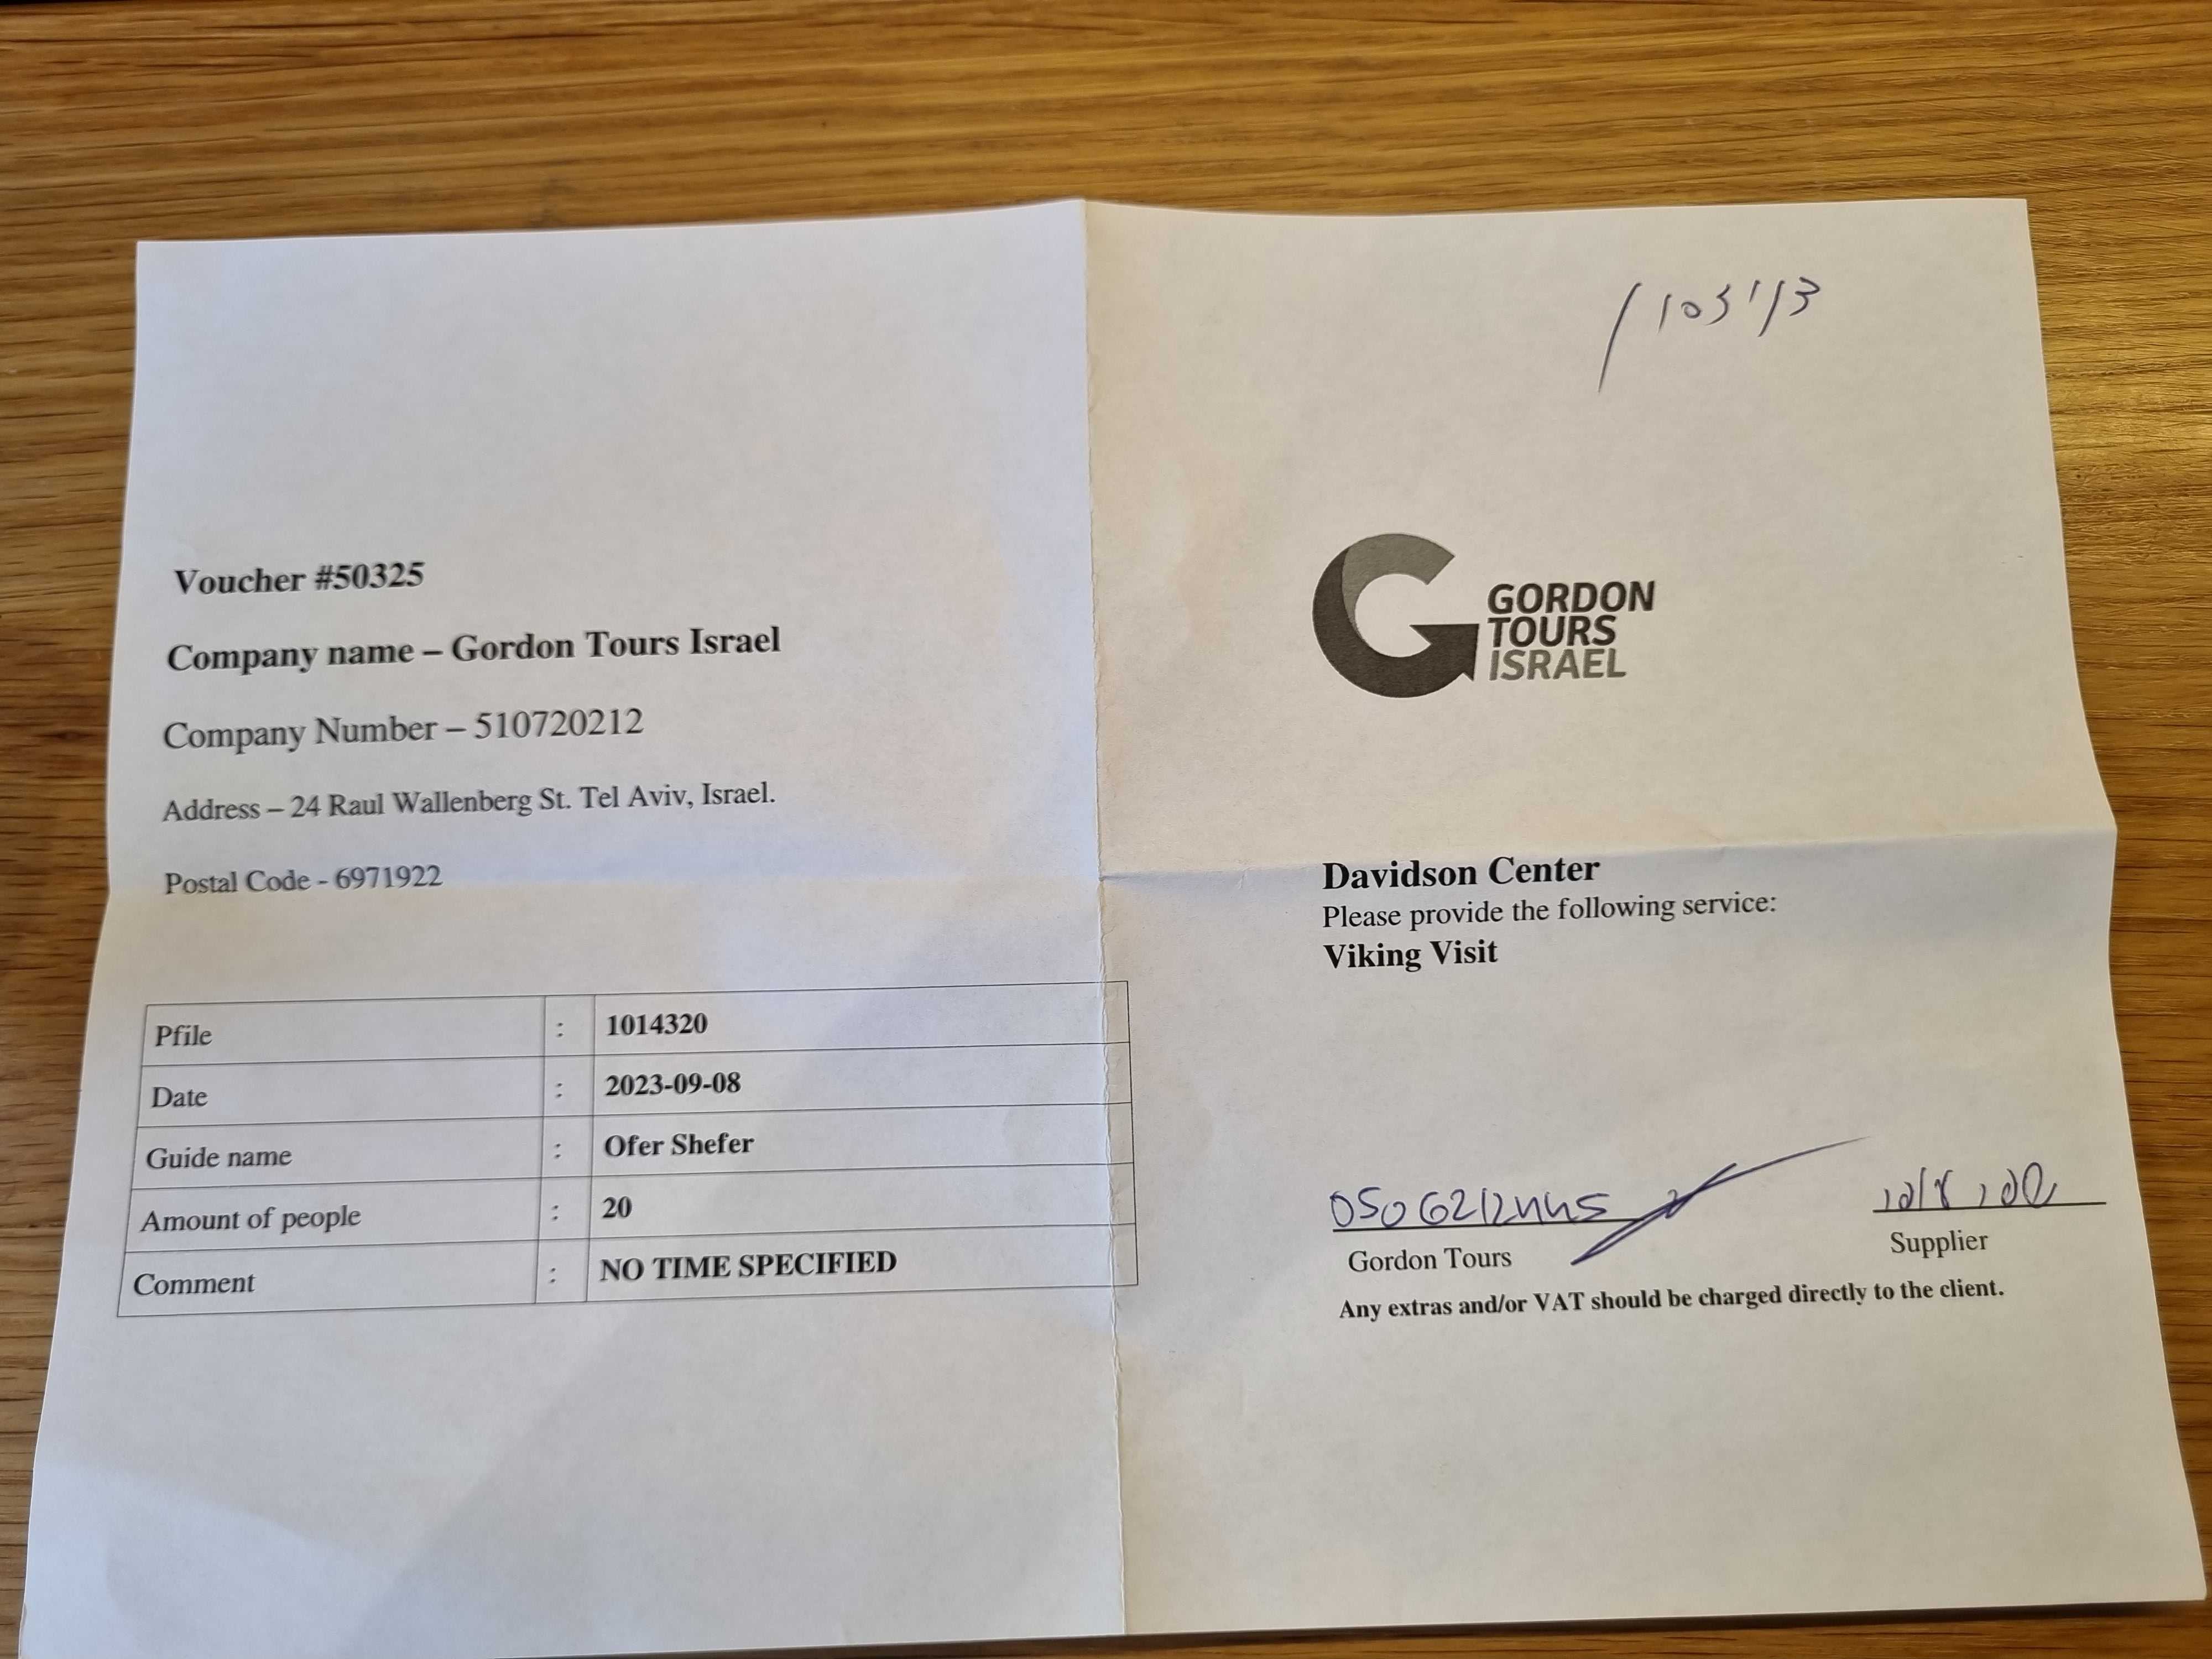 דוידסון
Voucher #50325
Company name – Gordon Tours Israel
Company Number – 510720212
Address – 24 Raul Wallenberg St. Tel Aviv, Israel.
Postal Code - 6971922
Pfile : 1014320
Date : 2023-09-08
Guide name : Ofer Shefer
Amount of people : 20
Comment : NO TIME SPECIFIED
GORDON
TOURS
ISRAEL
Davidson Center
Please provide the following service:
Viking Visit
0506212445
Gordon Tours
Supplier
Any extras and/or VAT should be charged directly to the client.